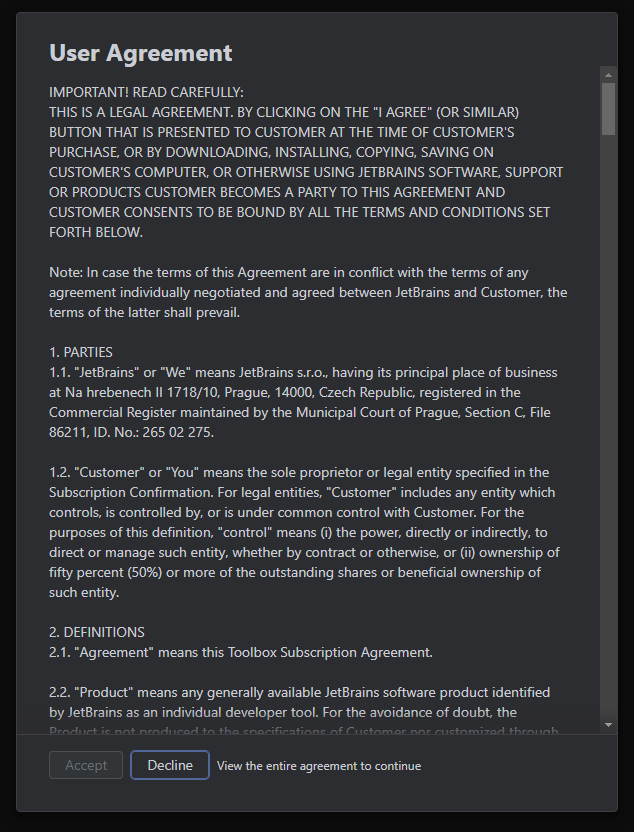 User Agreement
IMPORTANT! READ CAREFULLY:
THIS IS A LEGAL AGREEMENT. BY CLICKING ON THE "I AGREE" (OR SIMILAR)
BUTTON THAT IS PRESENTED TO CUSTOMER AT THE TIME OF CUSTOMER'S
PURCHASE, OR BY DOWNLOADING, INSTALLING, COPYING, SAVING ON
CUSTOMER'S COMPUTER, OR OTHERWISE USING JETBRAINS SOFTWARE, SUPPORT
OR PRODUCTS CUSTOMER BECOMES A PARTY TO THIS AGREEMENT AND
CUSTOMER CONSENTS TO BE BOUND BY ALL THE TERMS AND CONDITIONS SET
FORTH BELOW.
Note: In case the terms of this Agreement are in conflict with the terms of any
agreement individually negotiated and agreed between JetBrains and Customer, the
terms of the latter shall prevail.
1. PARTIES
1.1. "JetBrains" or "We" means JetBrains s.r.o., having its principal place of business
at Na hrebenech II 1718/10, Prague, 14000, Czech Republic, registered in the
Commercial Register maintained by the Municipal Court of Prague, Section C, File
86211, ID. No.: 265 02 275.
1.2. "Customer" or "You" means the sole proprietor or legal entity specified in the
Subscription Confirmation. For legal entities, "Customer" includes any entity which
controls, is controlled by, or is under common control with Customer. For the
purposes of this definition, "control" means (i) the power, directly or indirectly, to
direct or manage such entity, whether by contract or otherwise, or (ii) ownership of
fifty percent (50%) or more of the outstanding shares or beneficial ownership of
such entity.
2. DEFINITIONS
2.1. "Agreement" means this Toolbox Subscription Agreement.
2.2. "Product" means any generally available JetBrains software product identified
by JetBrains as an individual developer tool. For the avoidance of doubt, the
Product is not produced to the specifications of Customer nor customized through
Accept
Decline
View the entire agreement to continue